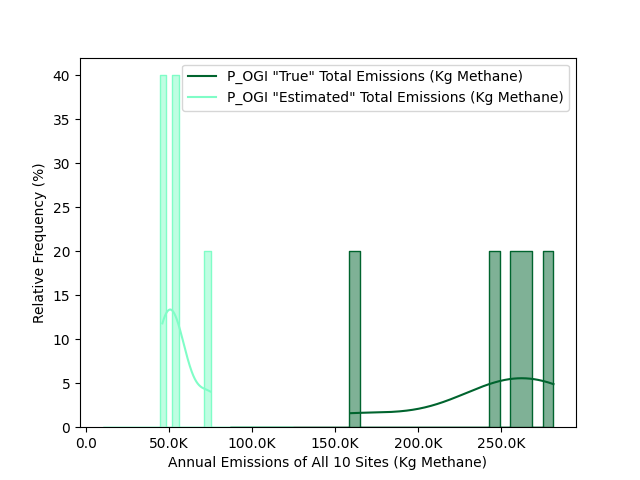 P_OGI "True" Total Emissions (Kg Methane)
P_OGI "Estimated" Total Emissions (Kg Methane)
Relative Frequency (%)
40
35
30
25
20
15
10
5
0
0.0 50.0K 100.0K 150.0K 200.0K 250.0K
Annual Emissions of All 10 Sites (Kg Methane)